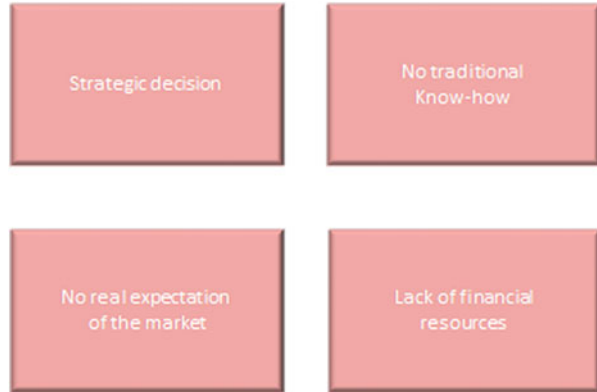 Strategic decision
No traditional
Know-how
No real expectation
of the market
Lack of financial
resources